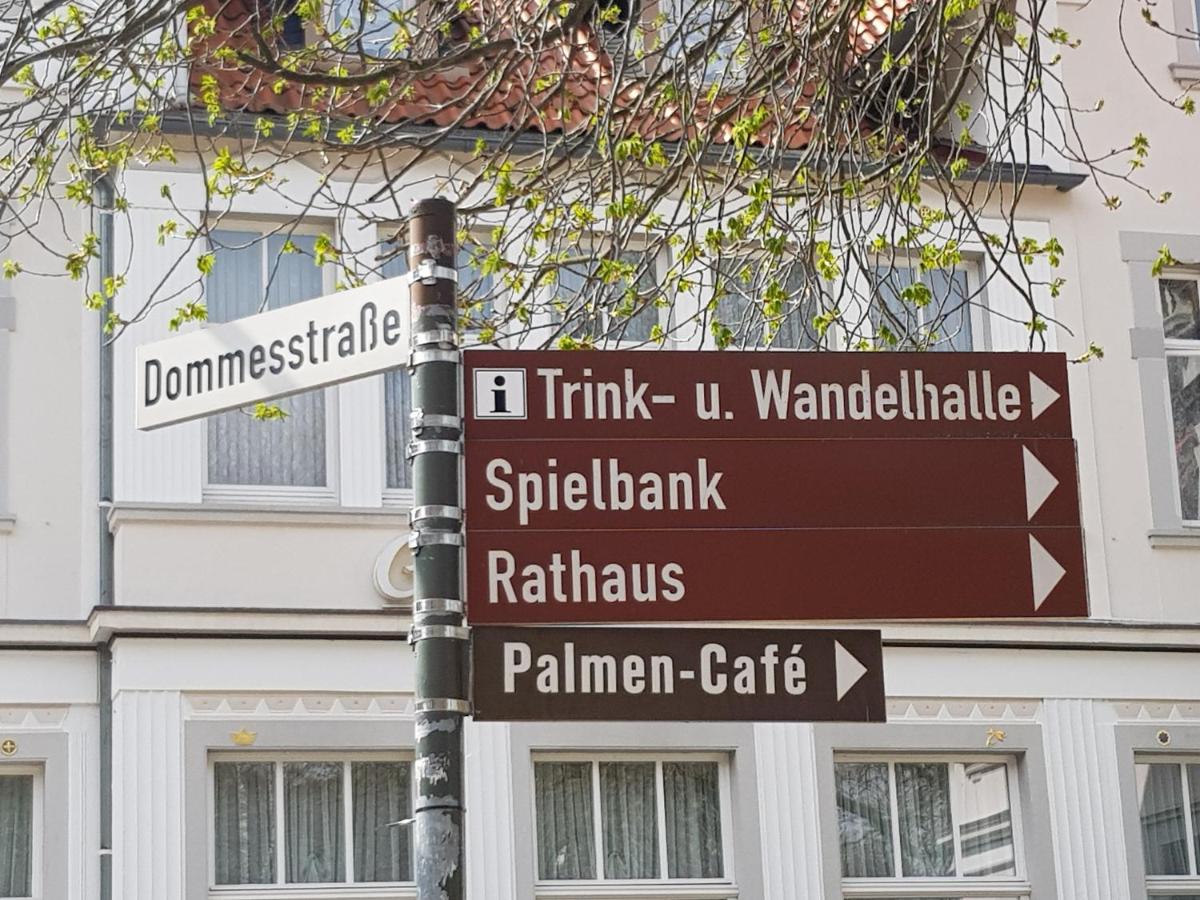 Dommesstraße
i Trink- u. Wandelhalle
Spielbank
Rathaus
Palmen-Café